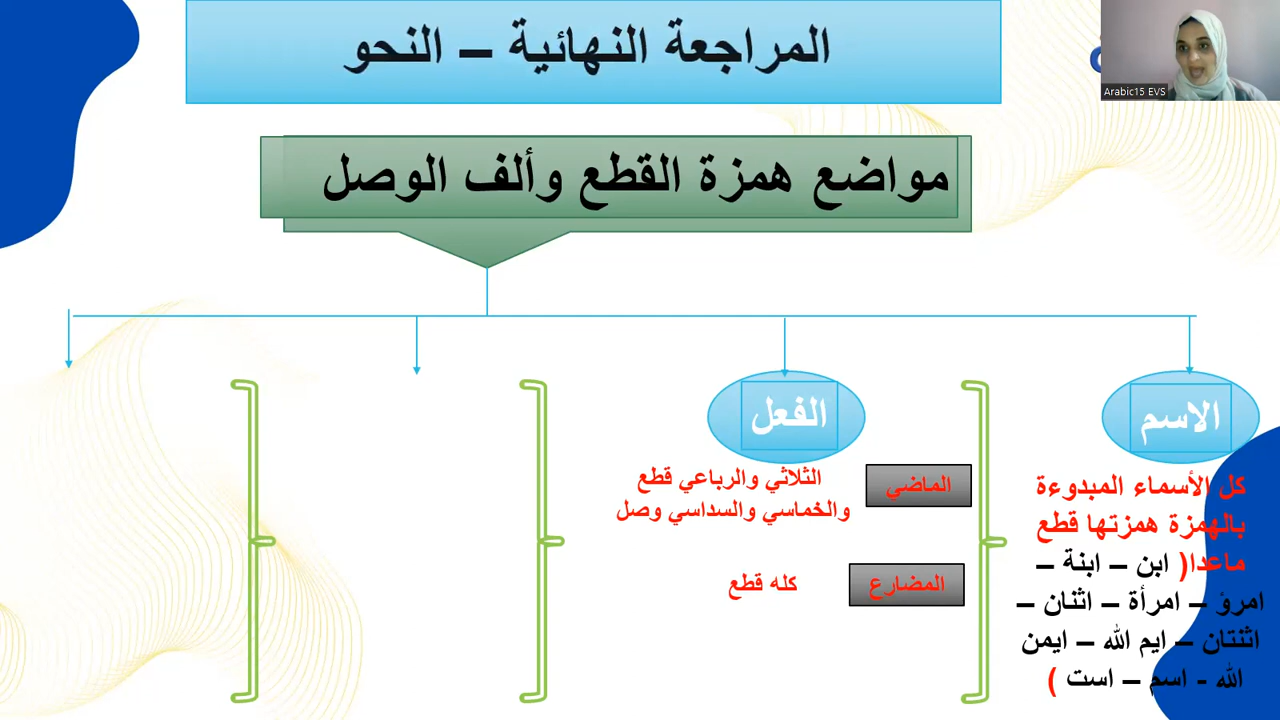 المراجعة النهائية – النحو
Arabic15 EVS
مواضع همزة القطع وألف الوصل
الاسم
كل الأسماء المبدوءة
بالهمزة همزتها قطع
ماعدا( ابن – ابنة –
امرؤ – امرأة – اثنان –
اثنتان – ايم الله – ايمن
الله - اسم – است )
الفعل
الماضي
الثلاثي والرباعي قطع
والخماسي والسداسي وصل
المضارع
كله قطع